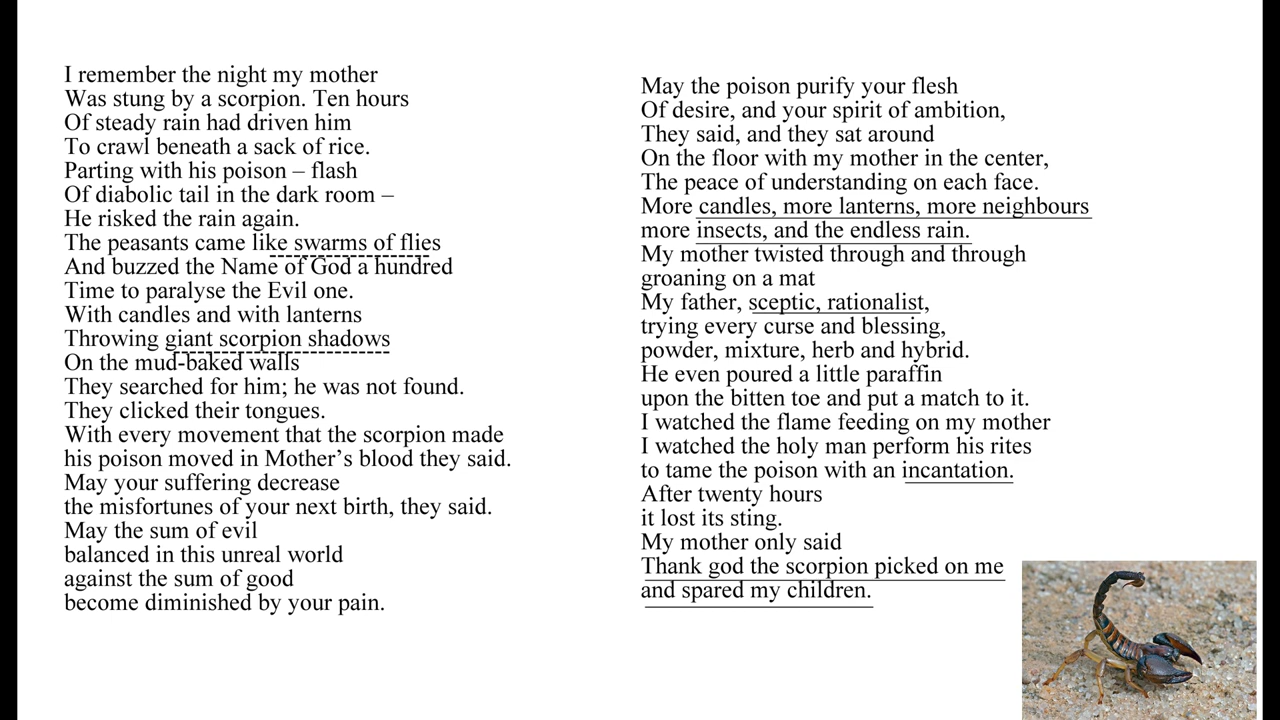 I remember the night my mother
Was stung by a scorpion. Ten hours
Of steady rain had driven him
To crawl beneath a sack of rice.
Parting with his poison – flash
Of diabolic tail in the dark room –
He risked the rain again.
The peasants came like swarms of flies
And buzzed the Name of God a hundred
Time to paralyse the Evil one.
With candles and with lanterns
Throwing giant scorpion shadows
On the mud-baked walls
They searched for him; he was not found.
They clicked their tongues.
With every movement that the scorpion made
his poison moved in Mother’s blood they said.
May your suffering decrease
the misfortunes of your next birth, they said.
May the sum of evil
balanced in this unreal world
against the sum of good
become diminished by your pain.
May the poison purify your flesh
Of desire, and your spirit of ambition,
They said, and they sat around
On the floor with my mother in the center,
The peace of understanding on each face.
More candles, more lanterns, more neighbours
more insects, and the endless rain.
My mother twisted through and through
groaning on a mat
My father, sceptic, rationalist,
trying every curse and blessing,
powder, mixture, herb and hybrid.
He even poured a little paraffin
upon the bitten toe and put a match to it.
I watched the flame feeding on my mother
I watched the holy man perform his rites
to tame the poison with an incantation.
After twenty hours
it lost its sting.
My mother only said
Thank god the scorpion picked on me
and spared my children.